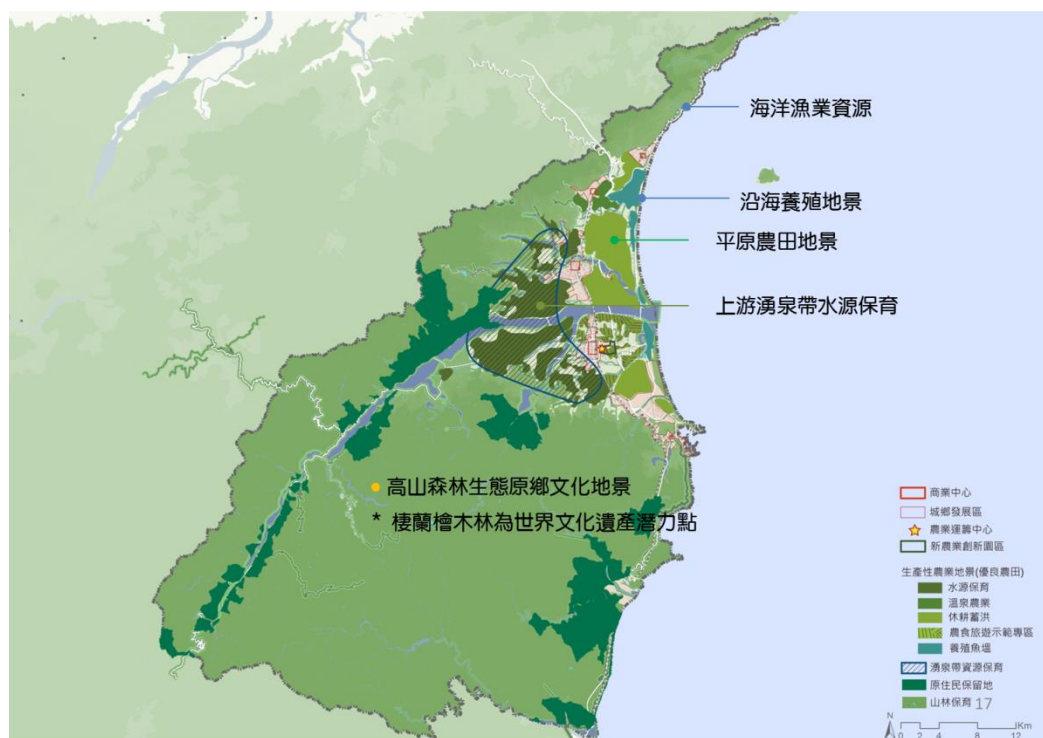 海洋漁業資源
沿海養殖地景
平原農田地景
上游湧泉帶水源保育
高山森林生態原鄉文化地景
* 棲蘭檜木林為世界文化遺產潛力點
商業中心
城鄉發展區
農業運籌中心
新農業創新園區
生產性農業地景(優良農田)
水源保育
溫泉農業
休耕蓄洪
農食旅遊示範專區
養殖魚塭
湧泉帶資源保育
原住民保留地
山林保育 17
N
Km
0 2 4 8 12